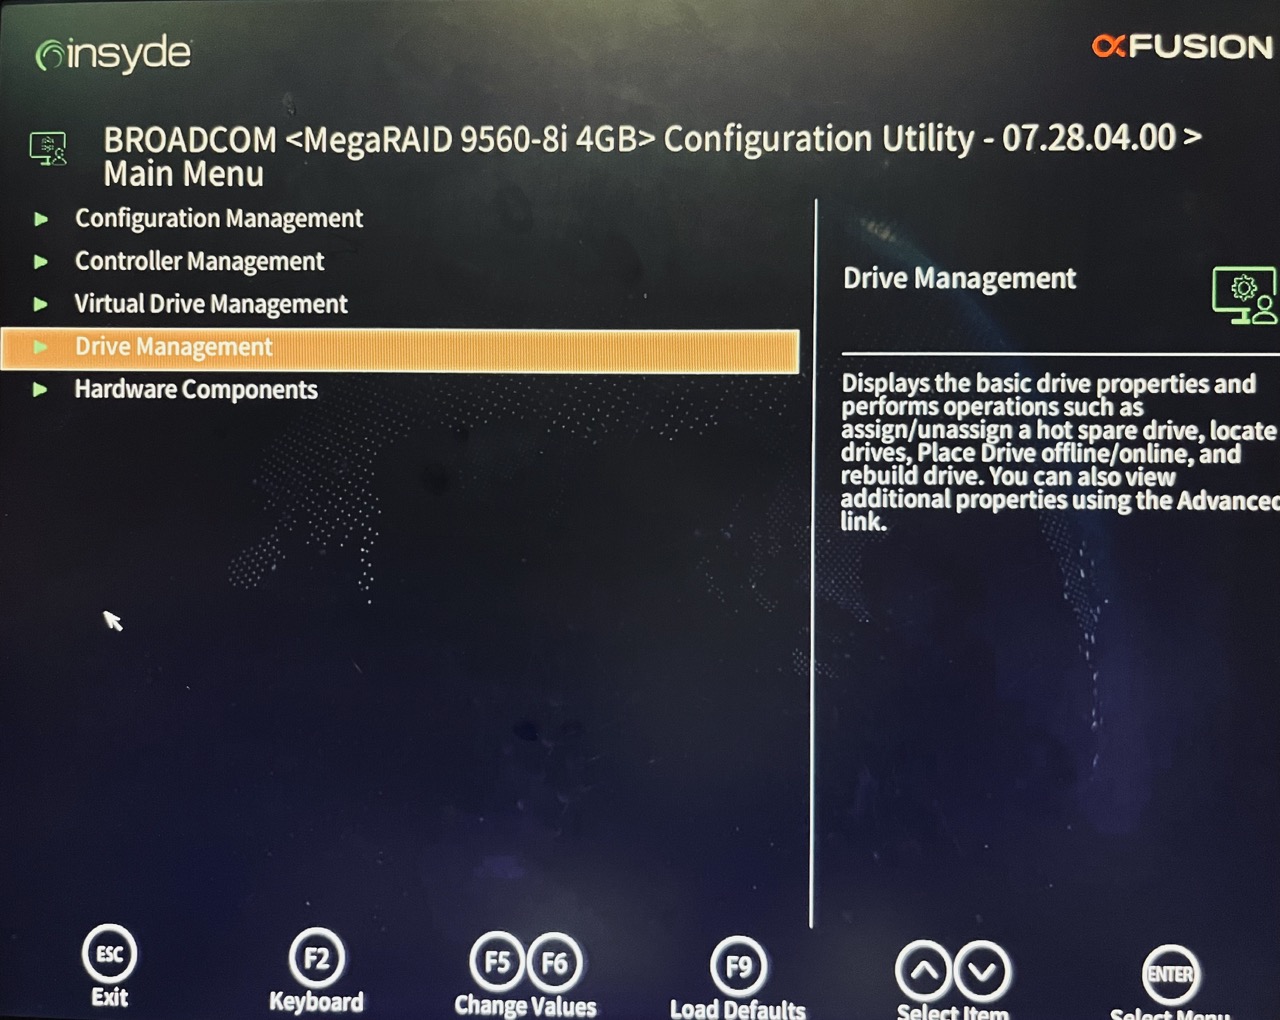 insyde
αFUSION
BROADCOM <MegaRAID 9560-8i 4GB> Configuration Utility - 07.28.04.00 >
Main Menu
Configuration Management
Controller Management
Virtual Drive Management
Drive Management
Hardware Components
Drive Management
Displays the basic drive properties and
performs operations such as
assign/unassign a hot spare drive, locate
drives, Place Drive offline/online, and
rebuild drive. You can also view
additional properties using the Advanced
link.
ESC
F2
F5 F6
F9
ENTER
Exit
Keyboard
Change Values
Load Defaults
Select Item
Select Menu